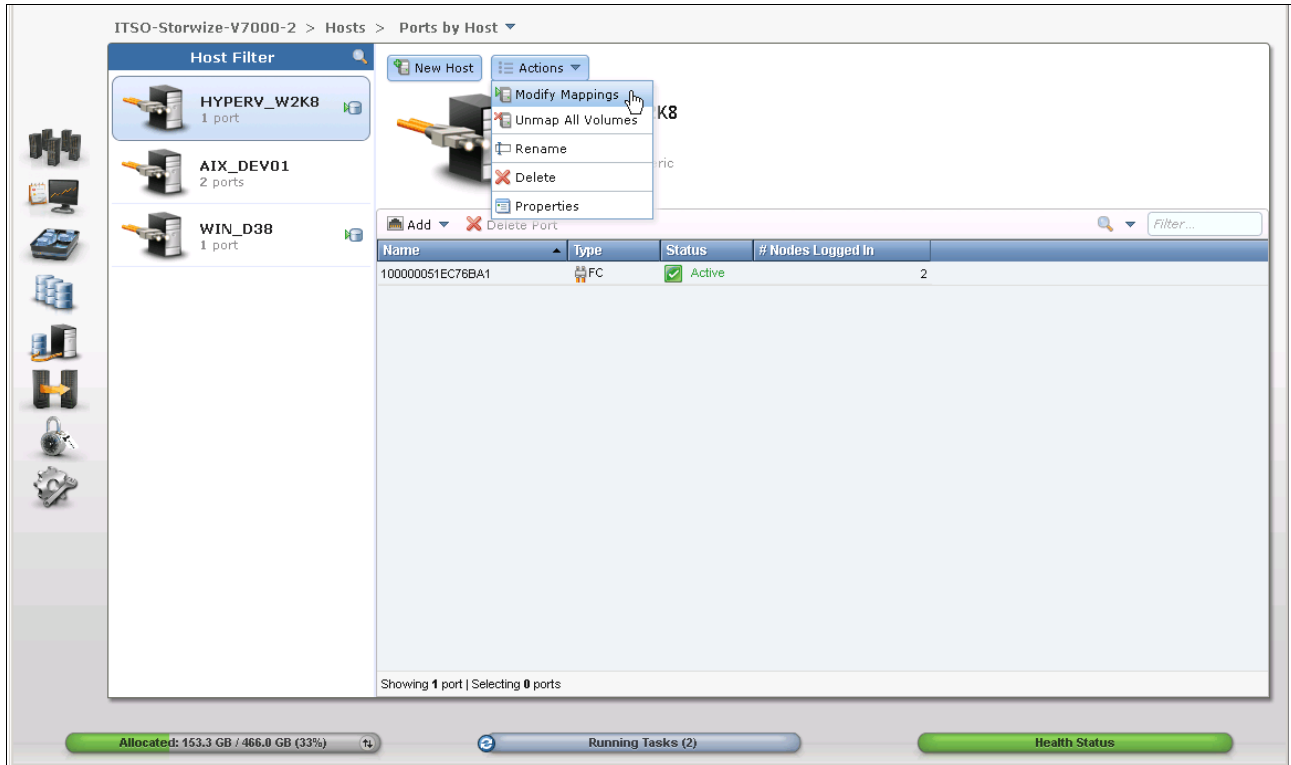 ITSO-Storwize-V7000-2 > Hosts > Ports by Host
Host Filter
HYPERV_W2K8
1 port
AIX_DEV01
2 ports
WIN_D38
1 port
New Host
Actions
Modify Mappings
Unmap All Volumes
Rename
Delete
Properties
K8
ric
Add
Delete Port
Filter...
Name Type Status # Nodes Logged In
100000051EC76BA1 FC Active 2
Showing 1 port | Selecting 0 ports
Allocated: 153.3 GB / 466.0 GB (33%)
Running Tasks (2)
Health Status